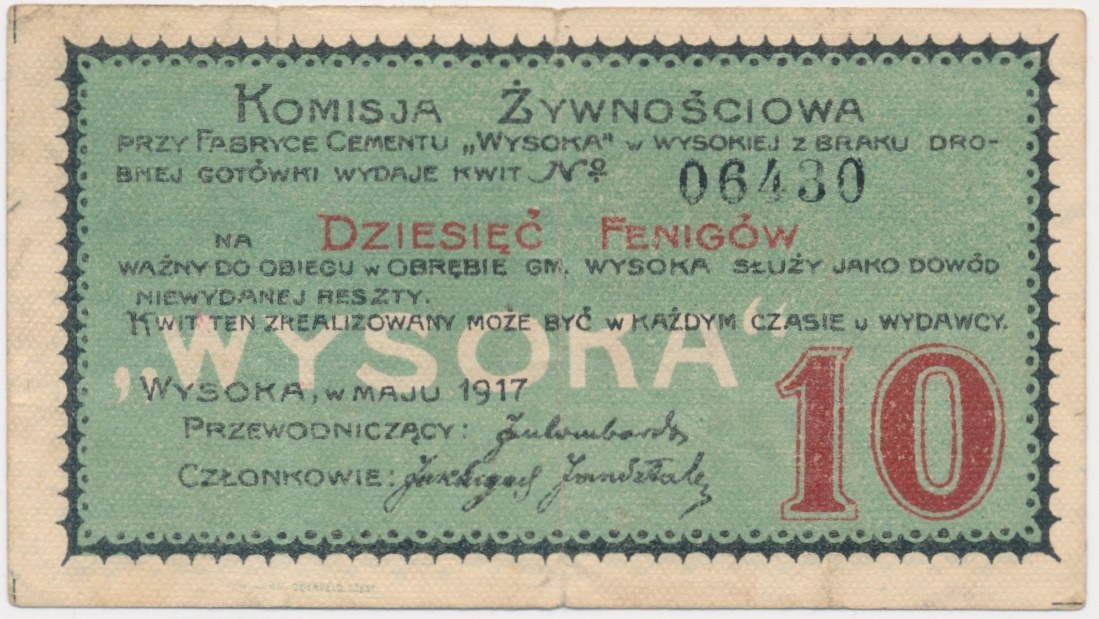 KOMISJA ŻYWNOŚCIOWA
PRZY FABRYCE CEMENTU „WYSOKA" W WYSOKIEJ Z BRAKU DRO-
BNEJ GOTÓWKI WYDAJE KWIT № 06430
NA DZIESIĘĆ FENIGÓW
WAŻNY DO OBIEGU W OBRĘBIE GM. WYSOKA SŁUŻY JAKO DOWÓD
NIEWYDANEJ RESZTY.
KWIT TEN ZREALIZOWANY MOŻE BYĆ W KAŻDYM CZASIE U WYDAWCY.
„WYSOKA"
WYSOKA, W MAJU 1917
10
PRZEWODNICZĄCY:
CZŁONKOWIE: